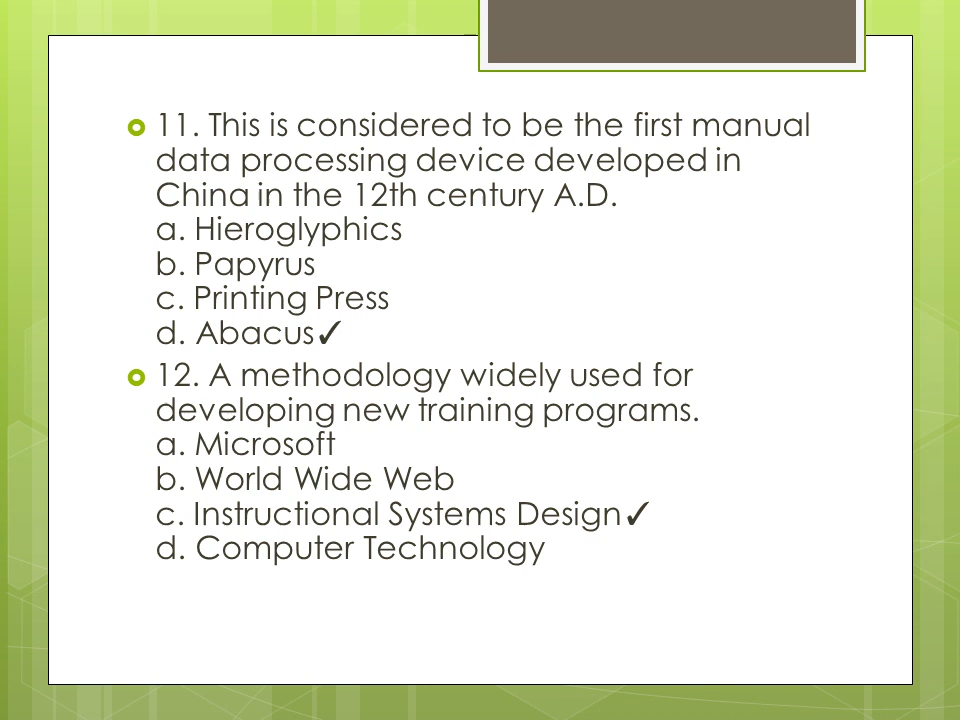 11. This is considered to be the first manual
data processing device developed in
China in the 12th century A.D.
a. Hieroglyphics
b. Papyrus
c. Printing Press
d. Abacus✓
12. A methodology widely used for
developing new training programs.
a. Microsoft
b. World Wide Web
c. Instructional Systems Design✓
d. Computer Technology